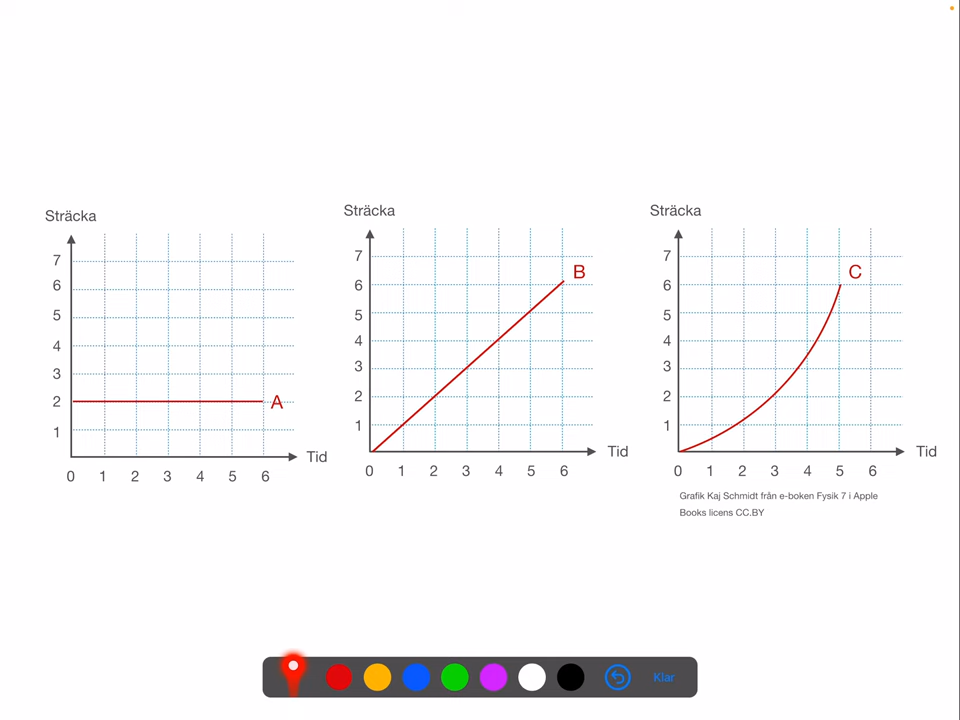 Sträcka
7
6
5
4
3
2
1
A
Tid
0 1 2 3 4 5 6
Sträcka
7
6
5
4
3
2
1
B
Tid
0 1 2 3 4 5 6
Sträcka
7
6
5
4
3
2
1
C
Tid
0 1 2 3 4 5 6
Grafik Kaj Schmidt från e-boken Fysik 7 i Apple
Books licens CC.BY
Klar